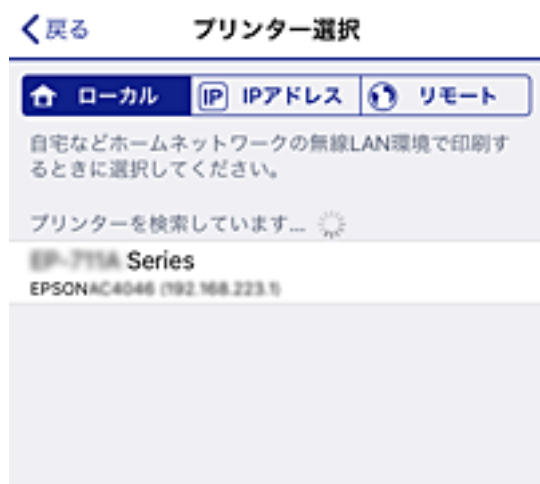 戻る
プリンター選択
ローカル
IP IPアドレス
リモート
自宅などホームネットワークの無線LAN環境で印刷す
るときに選択してください。
プリンターを検索しています...
Series
EPSON